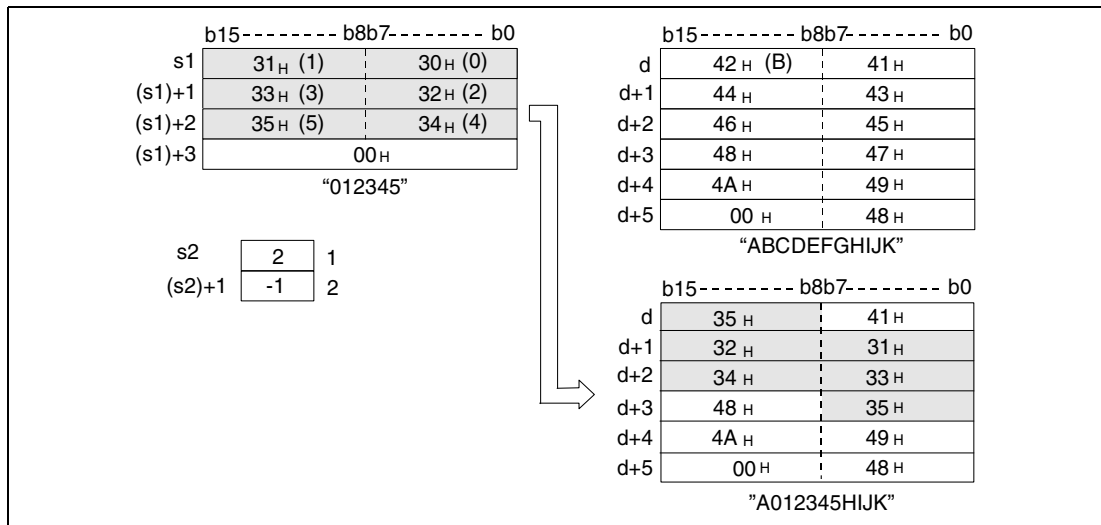 b15-------- b8b7-------- b0
s1 31H (1) 30H (0)
(s1)+1 33H (3) 32H (2)
(s1)+2 35H (5) 34H (4)
(s1)+3 00H
"012345"
s2 2 1
(s2)+1 -1 2
b15-------- b8b7-------- b0
d 42H (B) 41H
d+1 44H 43H
d+2 46H 45H
d+3 48H 47H
d+4 4AH 49H
d+5 00H 48H
"ABCDEFGHIJK"
b15-------- b8b7-------- b0
d 35H 41H
d+1 32H 31H
d+2 34H 33H
d+3 48H 35H
d+4 4AH 49H
d+5 00H 48H
"A012345HIJK"